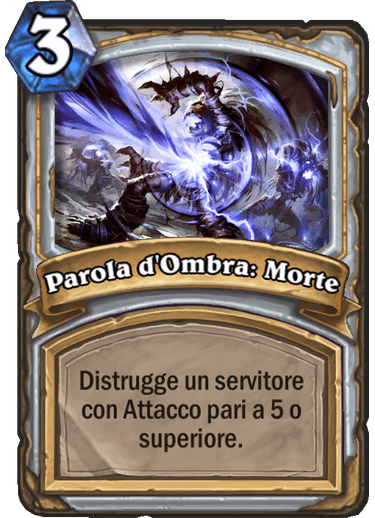 3
Parola d'Ombra: Morte
Distrugge un servitore
con Attacco pari a 5 o
superiore.